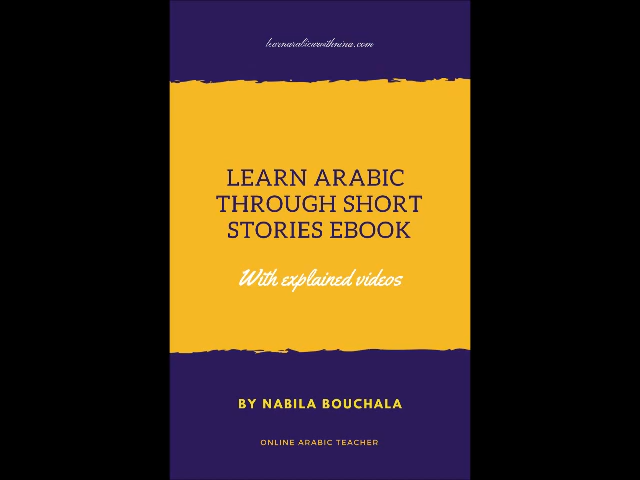 learnarabicwithnina.com
LEARN ARABIC
THROUGH SHORT
STORIES EBOOK
With explained videos
BY NABILA BOUCHALA
ONLINE ARABIC TEACHER